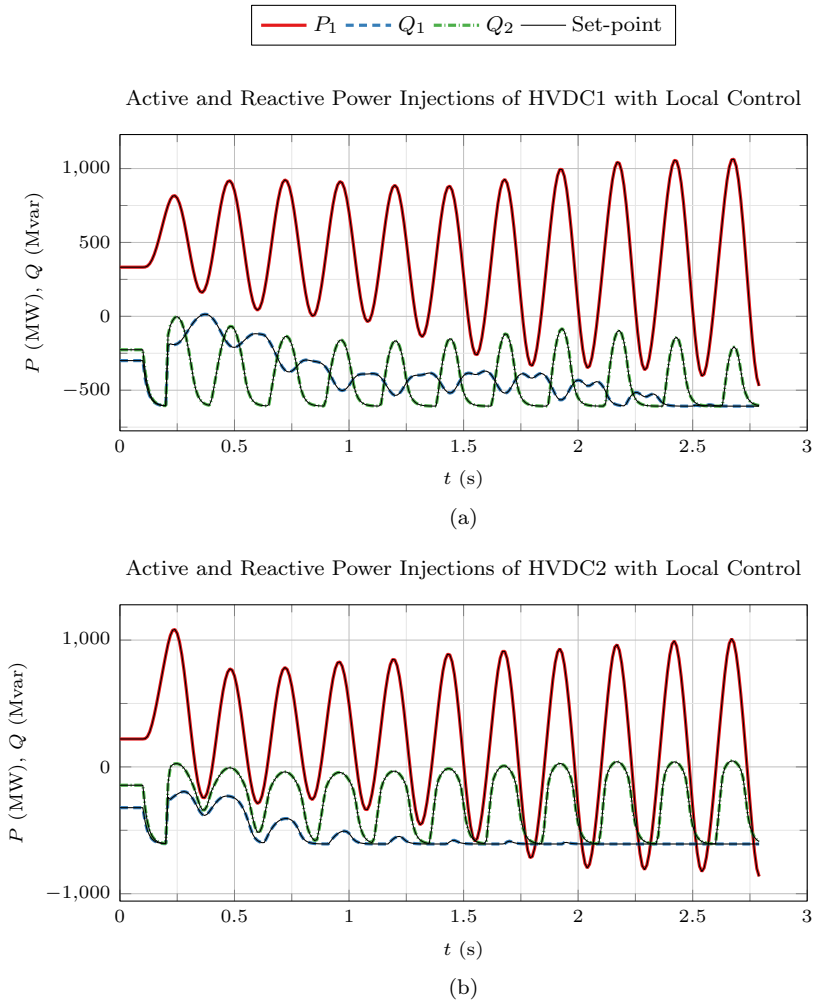 P₁ Q₁ Q₂ Set-point
Active and Reactive Power Injections of HVDC1 with Local Control
1,000
500
0
−500
P (MW), Q (Mvar)
0 0.5 1 1.5 2 2.5 3
t (s)
(a)
Active and Reactive Power Injections of HVDC2 with Local Control
1,000
0
−1,000
P (MW), Q (Mvar)
0 0.5 1 1.5 2 2.5 3
t (s)
(b)